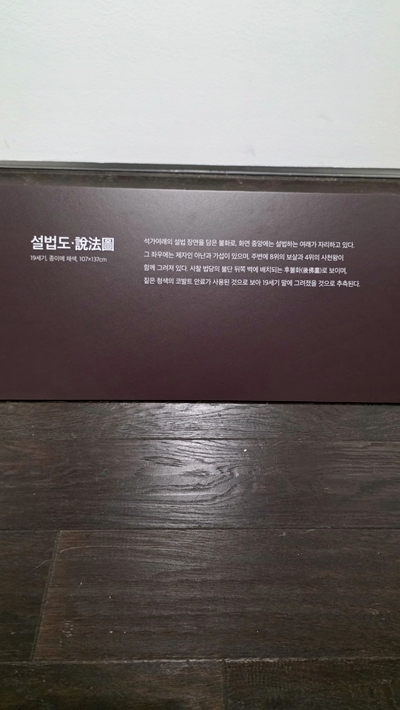 설법도·說法圖
19세기, 종이에 채색, 107×137cm
석가여래의 설법 장면을 담은 불화로, 화면 중앙에는 설법하는 여래가 자리하고 있다.
그 좌우에는 제자인 아난과 가섭이 있으며, 주변에 8위의 보살과 4위의 사천왕이
함께 그려져 있다. 사찰 법당의 불단 뒤쪽 벽에 배치되는 후불화(後佛畵)로 보이며,
짙은 청색의 코발트 안료가 사용된 것으로 보아 19세기 말에 그려졌을 것으로 추측된다.